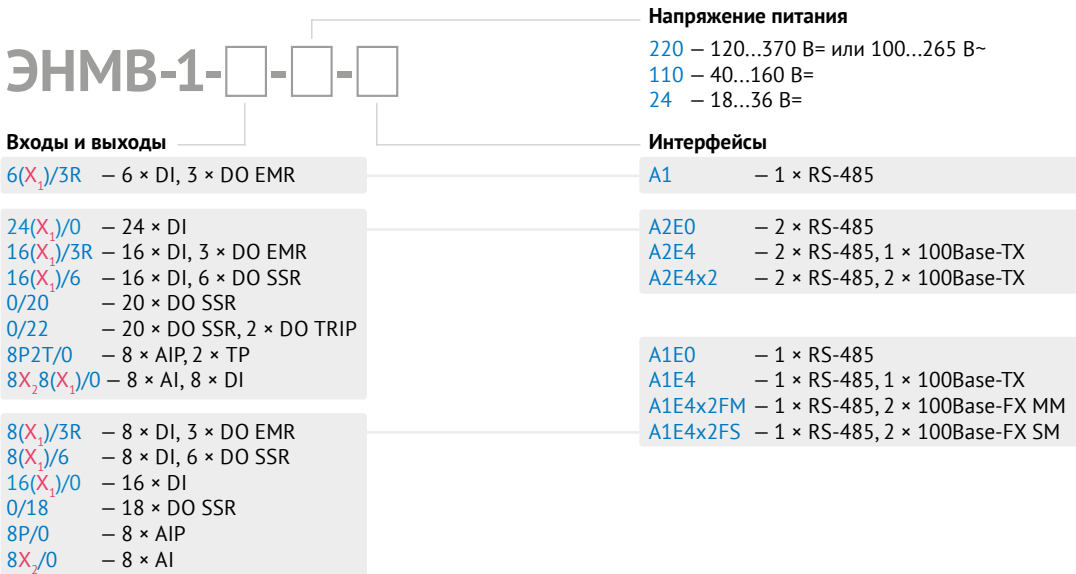 ЭНМВ-1-□-□-□
Напряжение питания
220 – 120...370 В= или 100...265 В~
110 – 40...160 В=
24 – 18...36 В=
Входы и выходы
6(X₁)/3R – 6 × DI, 3 × DO EMR
24(X₁)/0 – 24 × DI
16(X₁)/3R – 16 × DI, 3 × DO EMR
16(X₁)/6 – 16 × DI, 6 × DO SSR
0/20 – 20 × DO SSR
0/22 – 20 × DO SSR, 2 × DO TRIP
8P2T/0 – 8 × AIP, 2 × TP
8X₂8(X₁)/0 – 8 × AI, 8 × DI
8(X₁)/3R – 8 × DI, 3 × DO EMR
8(X₁)/6 – 8 × DI, 6 × DO SSR
16(X₁)/0 – 16 × DI
0/18 – 18 × DO SSR
8P/0 – 8 × AIP
8X₂/0 – 8 × AI
Интерфейсы
A1 – 1 × RS-485
A2E0 – 2 × RS-485
A2E4 – 2 × RS-485, 1 × 100Base-TX
A2E4x2 – 2 × RS-485, 2 × 100Base-TX
A1E0 – 1 × RS-485
A1E4 – 1 × RS-485, 1 × 100Base-TX
A1E4x2FM – 1 × RS-485, 2 × 100Base-FX MM
A1E4x2FS – 1 × RS-485, 2 × 100Base-FX SM